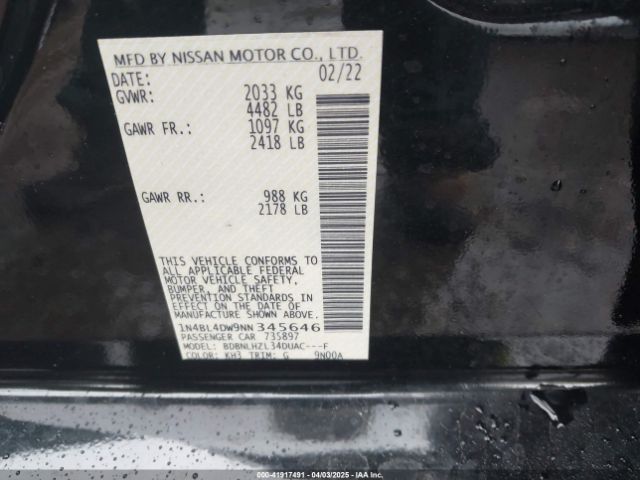 MFD BY NISSAN MOTOR CO., LTD.
DATE: 02/22
GVWR: 2033 KG
4482 LB
GAWR FR.: 1097 KG
2418 LB
GAWR RR.: 988 KG
2178 LB
THIS VEHICLE CONFORMS TO
ALL APPLICABLE FEDERAL
MOTOR VEHICLE SAFETY,
BUMPER, AND THEFT
PREVENTION STANDARDS IN
EFFECT ON THE DATE OF
MANUFACTURE SHOWN ABOVE.
1N4BL4DW9NN345646
PASSENGER CAR 735897
MODEL: BDBNLHZL34DUAC---F
COLOR: KH3 TRIM: G 9N00A
000-41917491 - 04/03/2025 - IAA Inc.